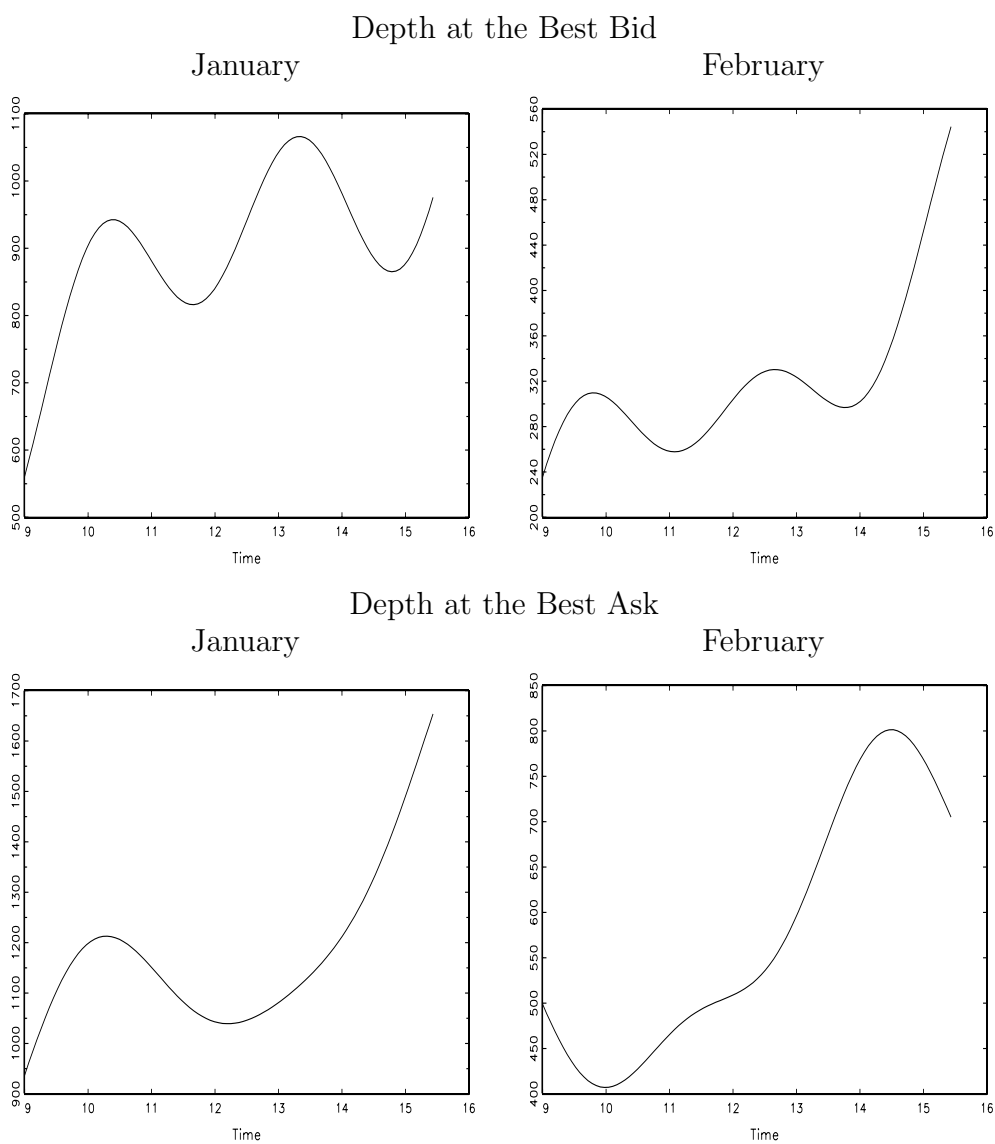 Depth at the Best Bid
January February
1100 560
1000 520
900 480
800 440
700 400
600 360
500 320
280
240
200
9 10 11 12 13 14 15 16 9 10 11 12 13 14 15 16
Time Time
Depth at the Best Ask
January February
1700 850
1600 800
1500 750
1400 700
1300 650
1200 600
1100 550
1000 500
900 450
400
9 10 11 12 13 14 15 16 9 10 11 12 13 14 15 16
Time Time